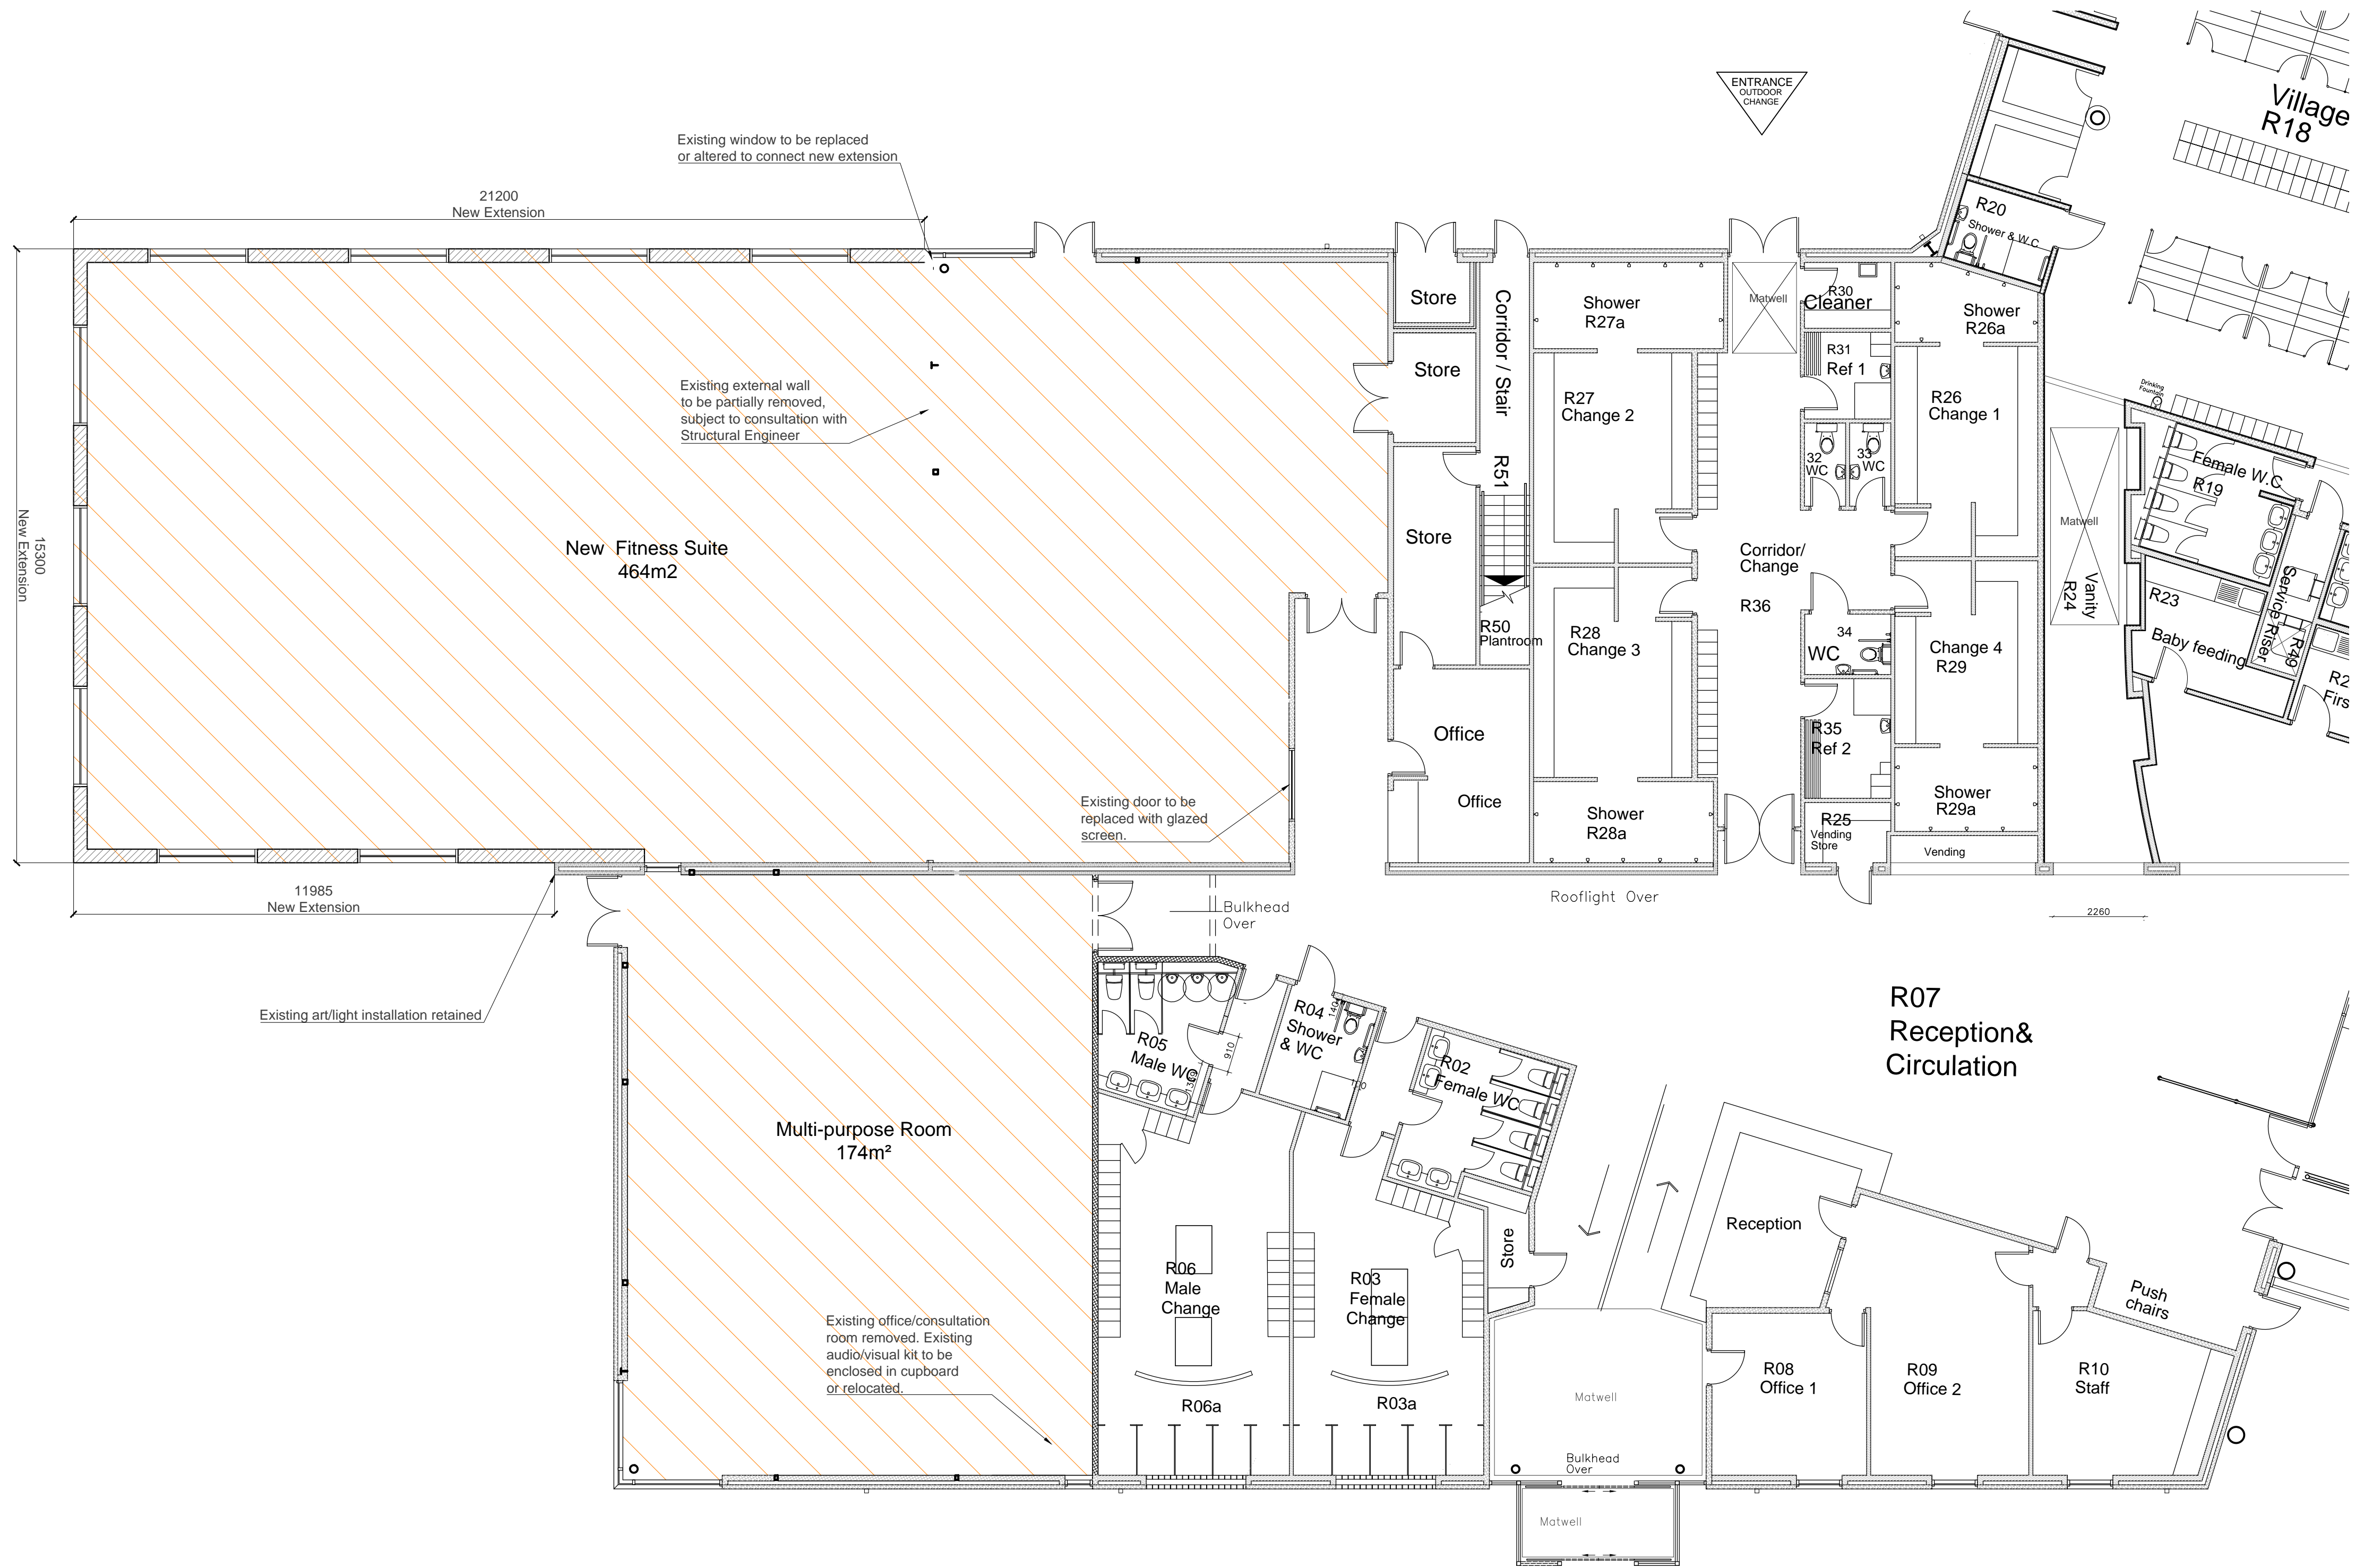 ENTRANCE
OUTDOOR
CHANGE
Village
R18
Existing window to be replaced
or altered to connect new extension
21200
New Extension
R20
Shower & W.C
Store
Corridor / Stair
R51
Shower
R27a
Matwell
R30
Cleaner
Shower
R26a
R31
Ref 1
Store
Existing external wall
to be partially removed,
subject to consultation with
Structural Engineer
R27
Change 2
R26
Change 1
Drinking
Fountain
32
WC
33
WC
Female W.C
R19
Matwell
15300
New Extension
New Fitness Suite
464m2
Store
Corridor/
Change
R36
Vanity
R24
Service Riser
R49
R23
Baby feeding
R50
Plantroom
R28
Change 3
34
WC
Change 4
R29
R2
Firs
Office
R35
Ref 2
Existing door to be
replaced with glazed
screen.
Office
Shower
R28a
R25
Vending
Store
Shower
R29a
Vending
11985
New Extension
Rooflight Over
Bulkhead
Over
2260
Existing art/light installation retained
R07
Reception&
Circulation
R04
Shower
& WC
R05
Male WC
910
R02
Female WC
Multi-purpose Room
174m²
Reception
Store
R06
Male
Change
R03
Female
Change
Push
chairs
Existing office/consultation
room removed. Existing
audio/visual kit to be
enclosed in cupboard
or relocated.
R08
Office 1
R09
Office 2
R10
Staff
R06a
R03a
Matwell
Bulkhead
Over
Matwell